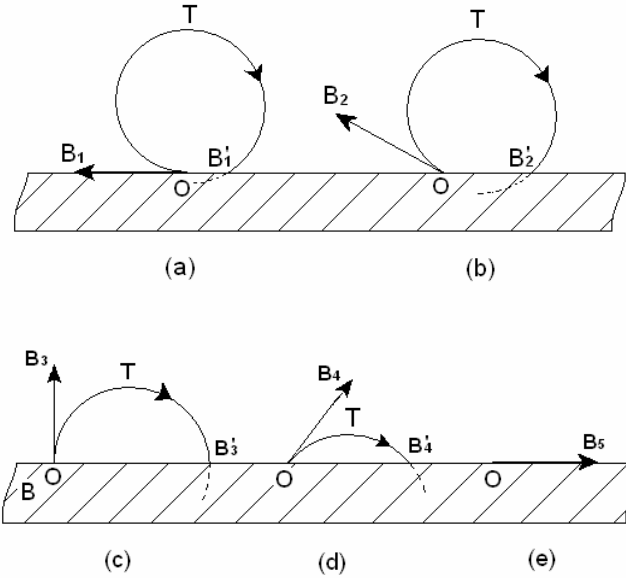 T T
B₂
B₁ B₁′ B₂′
O O
(a) (b)
B₃ T B₄
T
B₃′ B₄′ B₅
B O O O
(c) (d) (e)